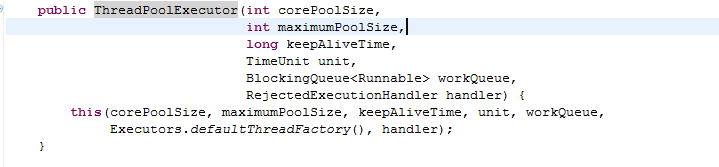 public ThreadPoolExecutor(int corePoolSize,
int maximumPoolSize,
long keepAliveTime,
TimeUnit unit,
BlockingQueue<Runnable> workQueue,
RejectedExecutionHandler handler) {
this(corePoolSize, maximumPoolSize, keepAliveTime, unit, workQueue,
Executors.defaultThreadFactory(), handler);
}